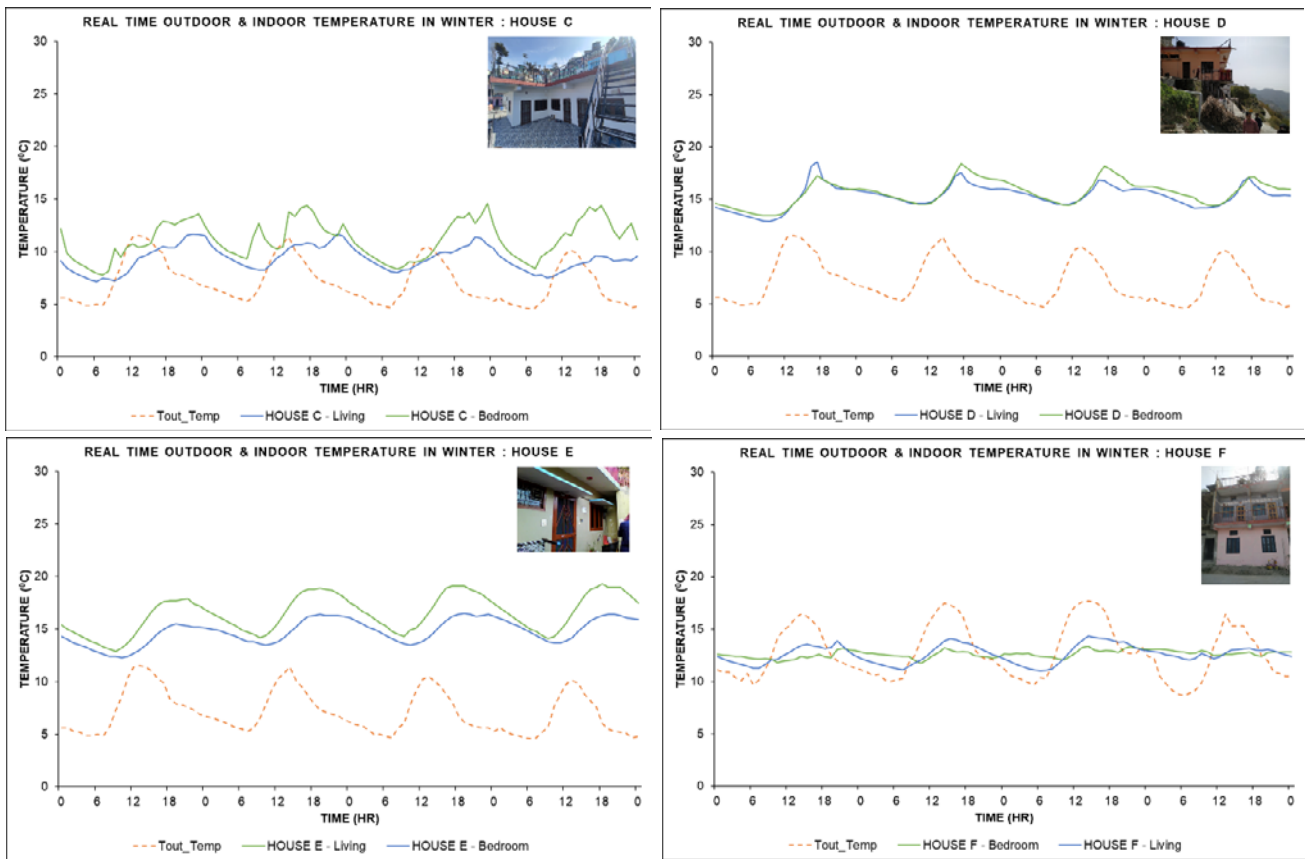 REAL TIME OUTDOOR & INDOOR TEMPERATURE IN WINTER : HOUSE C
30
25
20
15
10
5
0
TEMPERATURE (⁰C)
0 6 12 18 0 6 12 18 0 6 12 18 0 6 12 18 0
TIME (HR)
Tout_Temp HOUSE C - Living HOUSE C - Bedroom
REAL TIME OUTDOOR & INDOOR TEMPERATURE IN WINTER : HOUSE D
30
25
20
15
10
5
0
TEMPERATURE (⁰C)
0 6 12 18 0 6 12 18 0 6 12 18 0 6 12 18 0
TIME (HR)
Tout_Temp HOUSE D - Living HOUSE D - Bedroom
REAL TIME OUTDOOR & INDOOR TEMPERATURE IN WINTER : HOUSE E
30
25
20
15
10
5
0
TEMPERATURE (⁰C)
0 6 12 18 0 6 12 18 0 6 12 18 0 6 12 18 0
TIME (HR)
Tout_Temp HOUSE E - Living HOUSE E - Bedroom
REAL TIME OUTDOOR & INDOOR TEMPERATURE IN WINTER : HOUSE F
30
25
20
15
10
5
0
TEMPERATURE (⁰C)
0 6 12 18 0 6 12 18 0 6 12 18 0 6 12 18 0
TIME (HR)
Tout_Temp HOUSE F - Bedroom HOUSE F - Living